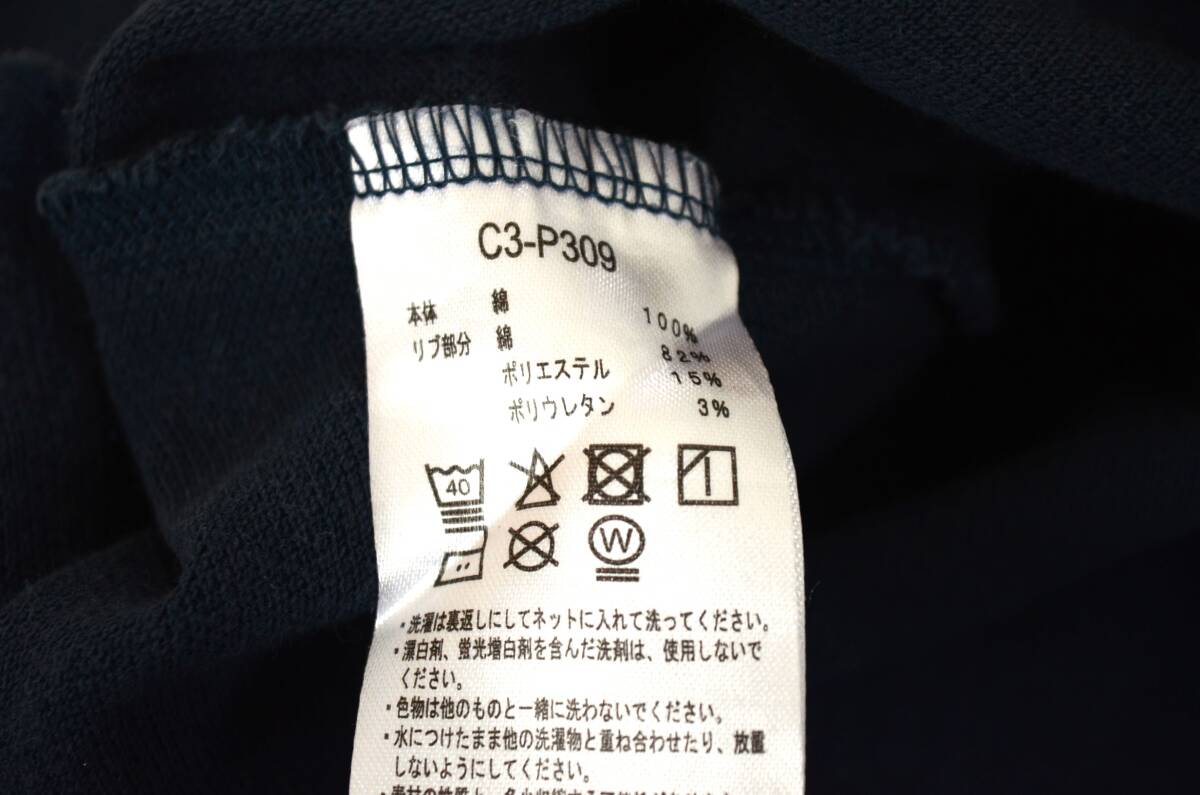 C3-P309
本体 綿 100%
リブ部分 綿 82%
ポリエステル 15%
ポリウレタン 3%
40
W
・洗濯は裏返しにしてネットに入れて洗ってください。
・漂白剤、蛍光増白剤を含んだ洗剤は、使用しないで
ください。
・色物は他のものと一緒に洗わないでください。
・水につけたまま他の洗濯物と重ね合わせたり、放置
しないようにしてください。